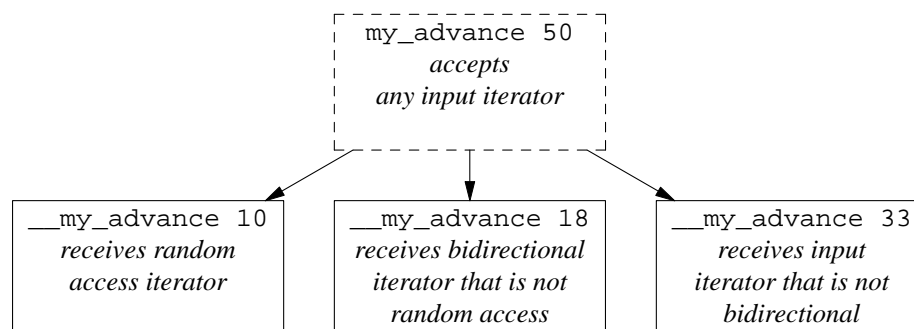 my_advance 50
accepts
any input iterator
__my_advance 10
receives random
access iterator
__my_advance 18
receives bidirectional
iterator that is not
random access
__my_advance 33
receives input
iterator that is not
bidirectional